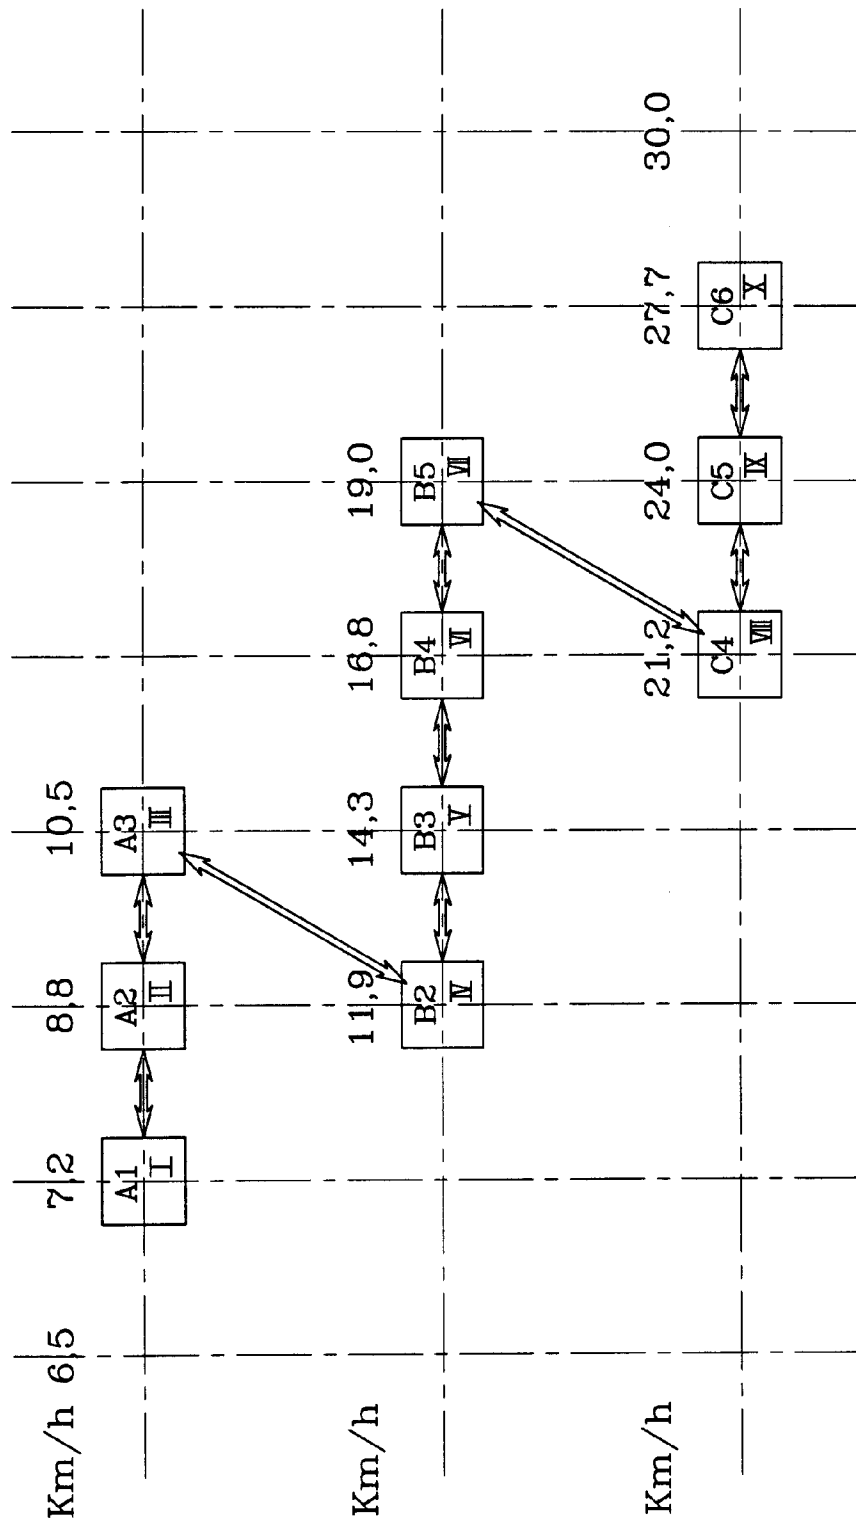 Km/h 6,5 7,2 8,8 10,5
A1 A2 A3
I II III
Km/h 11,9 14,3 16,8 19,0
B2 B3 B4 B5
IV V VI VII
Km/h 21,2 24,0 27,7 30,0
C4 C5 C6
VIII IX X